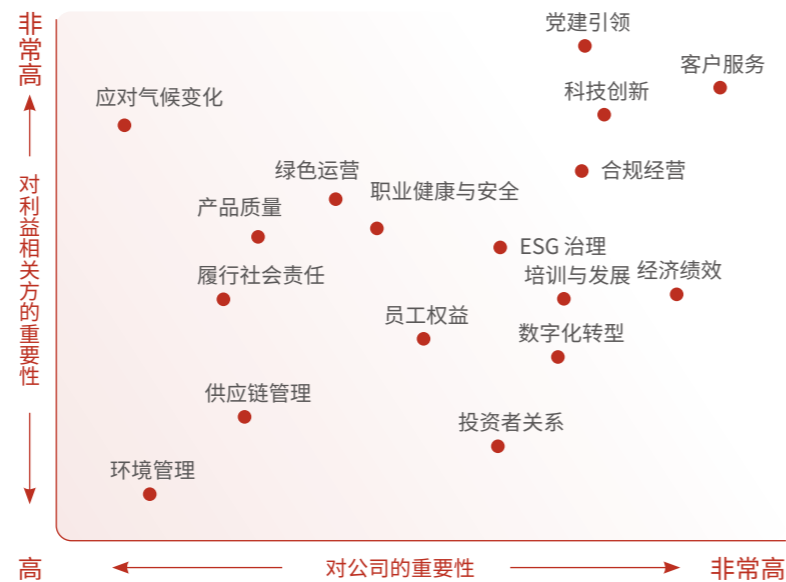 非常高
对利益相关方的重要性
高
党建引领
客户服务
科技创新
应对气候变化
合规经营
绿色运营
职业健康与安全
产品质量
ESG 治理
履行社会责任
培训与发展
经济绩效
员工权益
数字化转型
供应链管理
投资者关系
环境管理
对公司的重要性
非常高